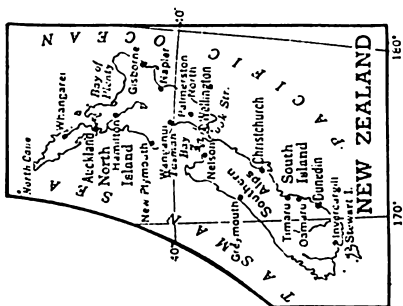 180°
PACIFIC OCEAN
North Cape
Whangarei
Auckland
Hamilton
Bay of
Plenty
North
Island
Gisborne
Napier
New Plymouth
Wanganui
Palmerston
North
Tasman
Bay
Wellington
Cook Str.
Nelson
40°
40°
TASMAN SEA
Greymouth
Southern
Alps
Christchurch
South
Island
Timaru
Oamaru
Dunedin
Invercargill
Stewart I.
170°
NEW ZEALAND